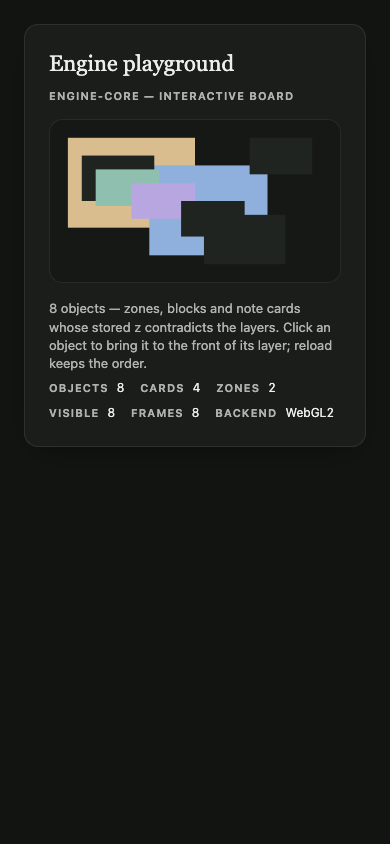 Engine playground
ENGINE-CORE — INTERACTIVE BOARD
8 objects — zones, blocks and note cards
whose stored z contradicts the layers. Click an
object to bring it to the front of its layer; reload
keeps the order.
OBJECTS 8 CARDS 4 ZONES 2
VISIBLE 8 FRAMES 8 BACKEND WebGL2